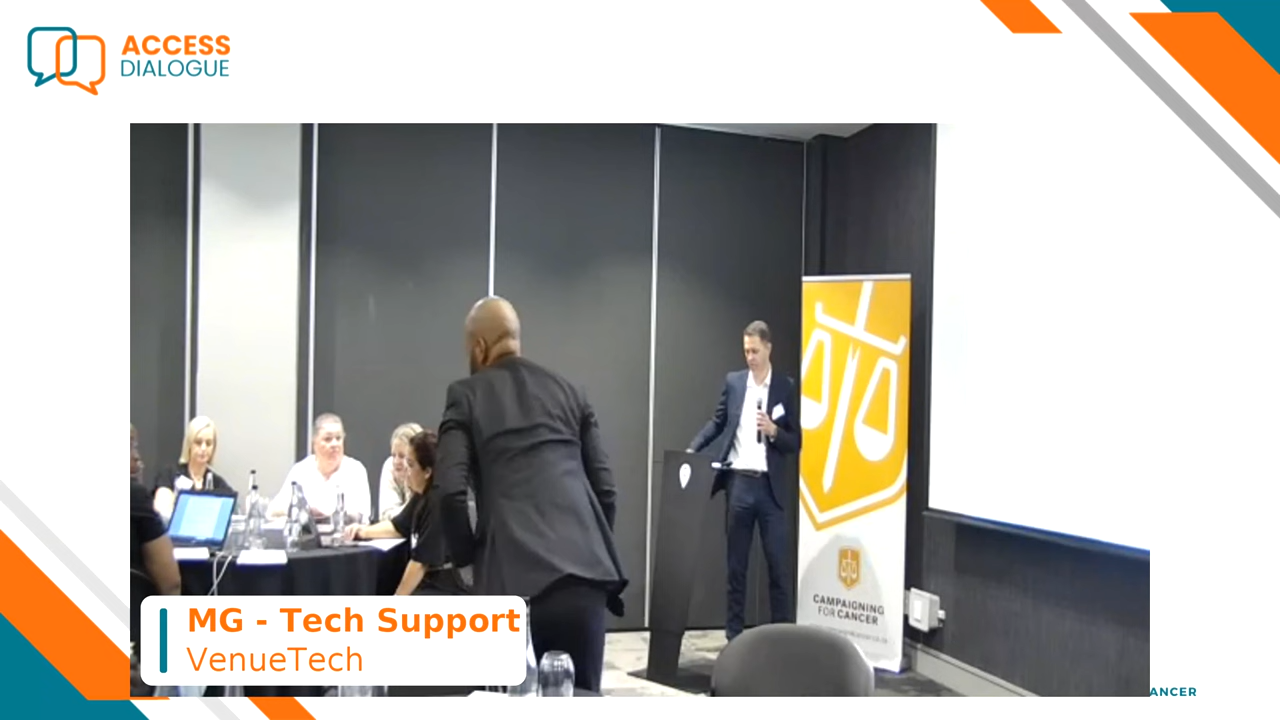 ACCESS
DIALOGUE
CAMPAIGNING
FOR CANCER
MG - Tech Support
VenueTech
ANCER